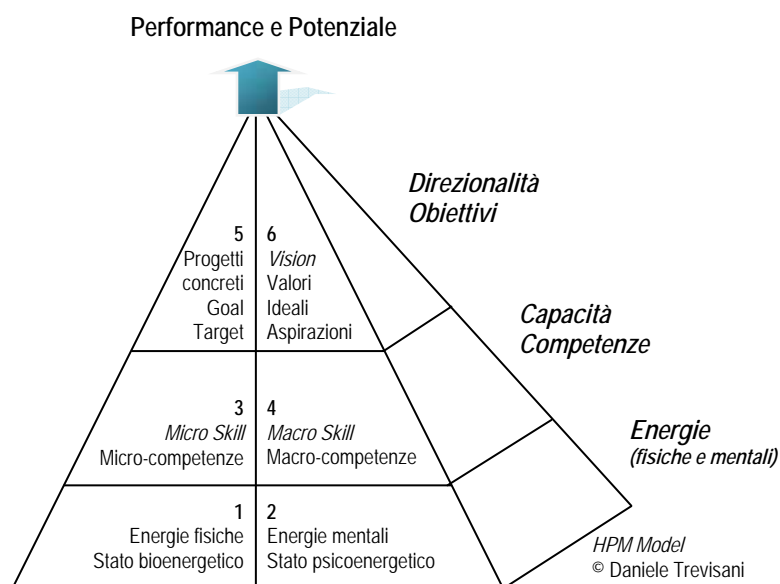 Performance e Potenziale
Direzionalità
Obiettivi
5
Progetti
concreti
Goal
Target
6
Vision
Valori
Ideali
Aspirazioni
Capacità
Competenze
3
Micro Skill
Micro-competenze
4
Macro Skill
Macro-competenze
Energie
(fisiche e mentali)
1
Energie fisiche
Stato bioenergetico
2
Energie mentali
Stato psicoenergetico
HPM Model
© Daniele Trevisani